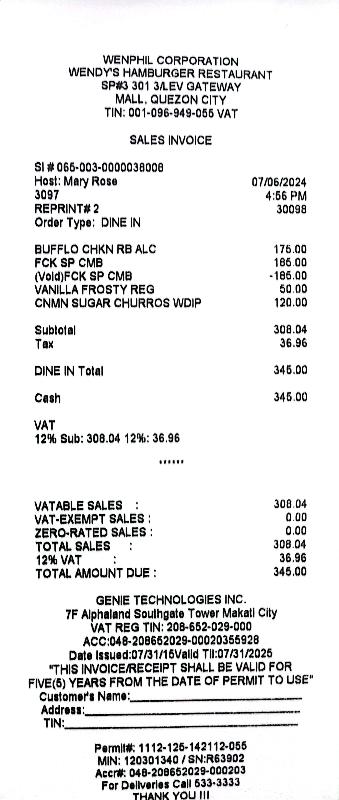 WENPHIL CORPORATION
WENDY'S HAMBURGER RESTAURANT
SP#3 301 3/LEV GATEWAY
MALL, QUEZON CITY
TIN: 001-096-949-055 VAT
SALES INVOICE
SI # 065-003-0000038008
Host: Mary Rose 07/06/2024
3097 4:56 PM
REPRINT# 2 30098
Order Type: DINE IN
BUFFLO CHKN RB ALC 175.00
FCK SP CMB 185.00
(Void)FCK SP CMB -185.00
VANILLA FROSTY REG 50.00
CNMN SUGAR CHURROS WDIP 120.00
Subtotal 308.04
Tax 36.96
DINE IN Total 345.00
Cash 345.00
VAT
12% Sub: 308.04 12%: 36.96
******
VATABLE SALES : 308.04
VAT-EXEMPT SALES : 0.00
ZERO-RATED SALES : 0.00
TOTAL SALES : 308.04
12% VAT : 36.96
TOTAL AMOUNT DUE : 345.00
GENIE TECHNOLOGIES INC.
7F Alphaland Southgate Tower Makati City
VAT REG TIN: 208-652-029-000
ACC:048-208652029-00020355928
Date Issued:07/31/15Valid Til:07/31/2025
"THIS INVOICE/RECEIPT SHALL BE VALID FOR
FIVE(5) YEARS FROM THE DATE OF PERMIT TO USE"
Customer's Name:
Address:
TIN:
Permit#: 1112-125-142112-055
MIN: 120301340 / SN:R63902
Accr#: 048-208652029-000203
For Deliveries Call 533-3333
THANK YOU !!!